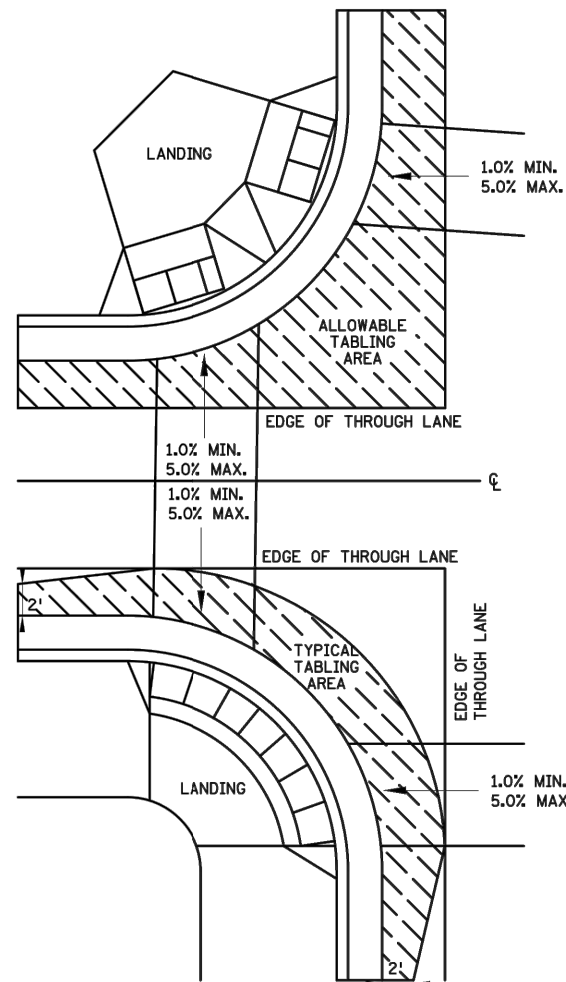 LANDING
1.0% MIN.
5.0% MAX.
ALLOWABLE
TABLING
AREA
EDGE OF THROUGH LANE
1.0% MIN.
5.0% MAX.
℄
1.0% MIN.
5.0% MAX.
EDGE OF THROUGH LANE
2'
TYPICAL
TABLING
AREA
EDGE OF
THROUGH LANE
LANDING
1.0% MIN.
5.0% MAX
2'